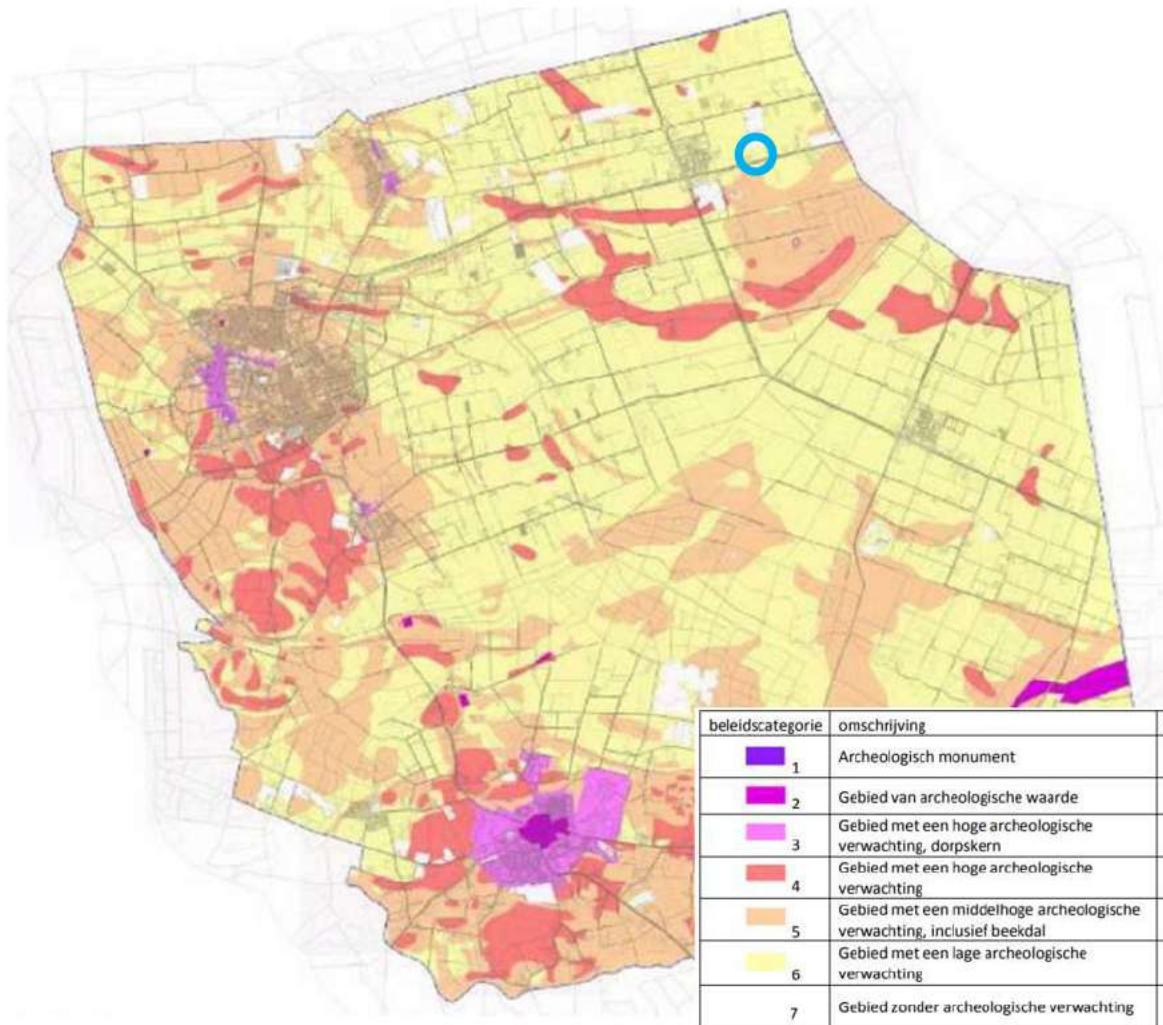 beleidscategorie omschrijving
1 Archeologisch monument
2 Gebied van archeologische waarde
3 Gebied met een hoge archeologische
verwachting, dorpskern
4 Gebied met een hoge archeologische
verwachting
5 Gebied met een middelhoge archeologische
verwachting, inclusief beekdal
6 Gebied met een lage archeologische
verwachting
7 Gebied zonder archeologische verwachting